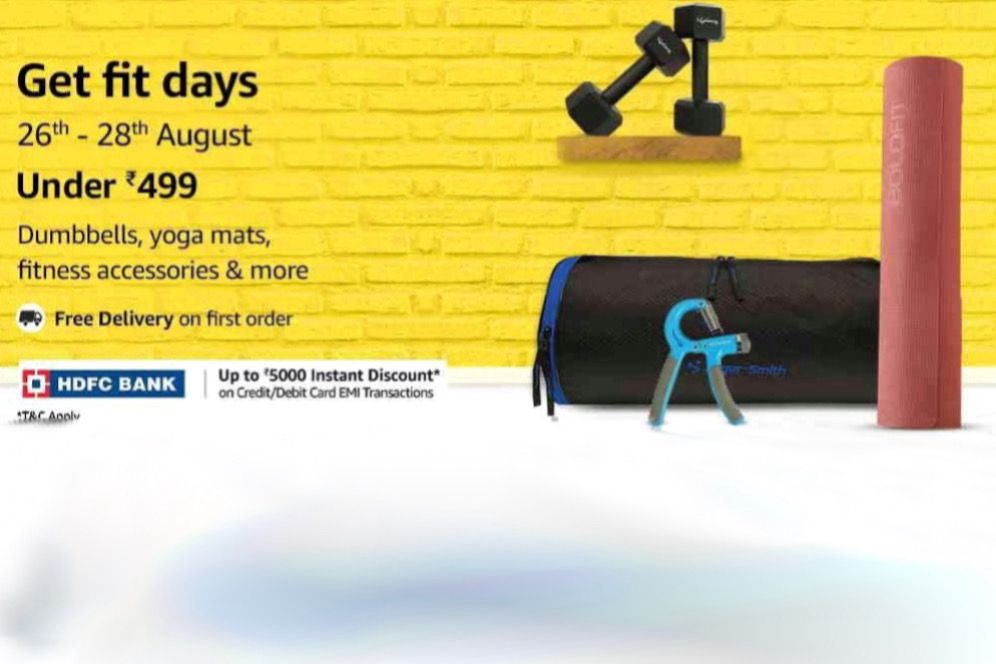 Get fit days
26th - 28th August
Under ₹499
Dumbbells, yoga mats,
fitness accessories & more
Free Delivery on first order
HDFC BANK
Up to ₹5000 Instant Discount*
on Credit/Debit Card EMI Transactions
*T&C Apply
BOLDFIT